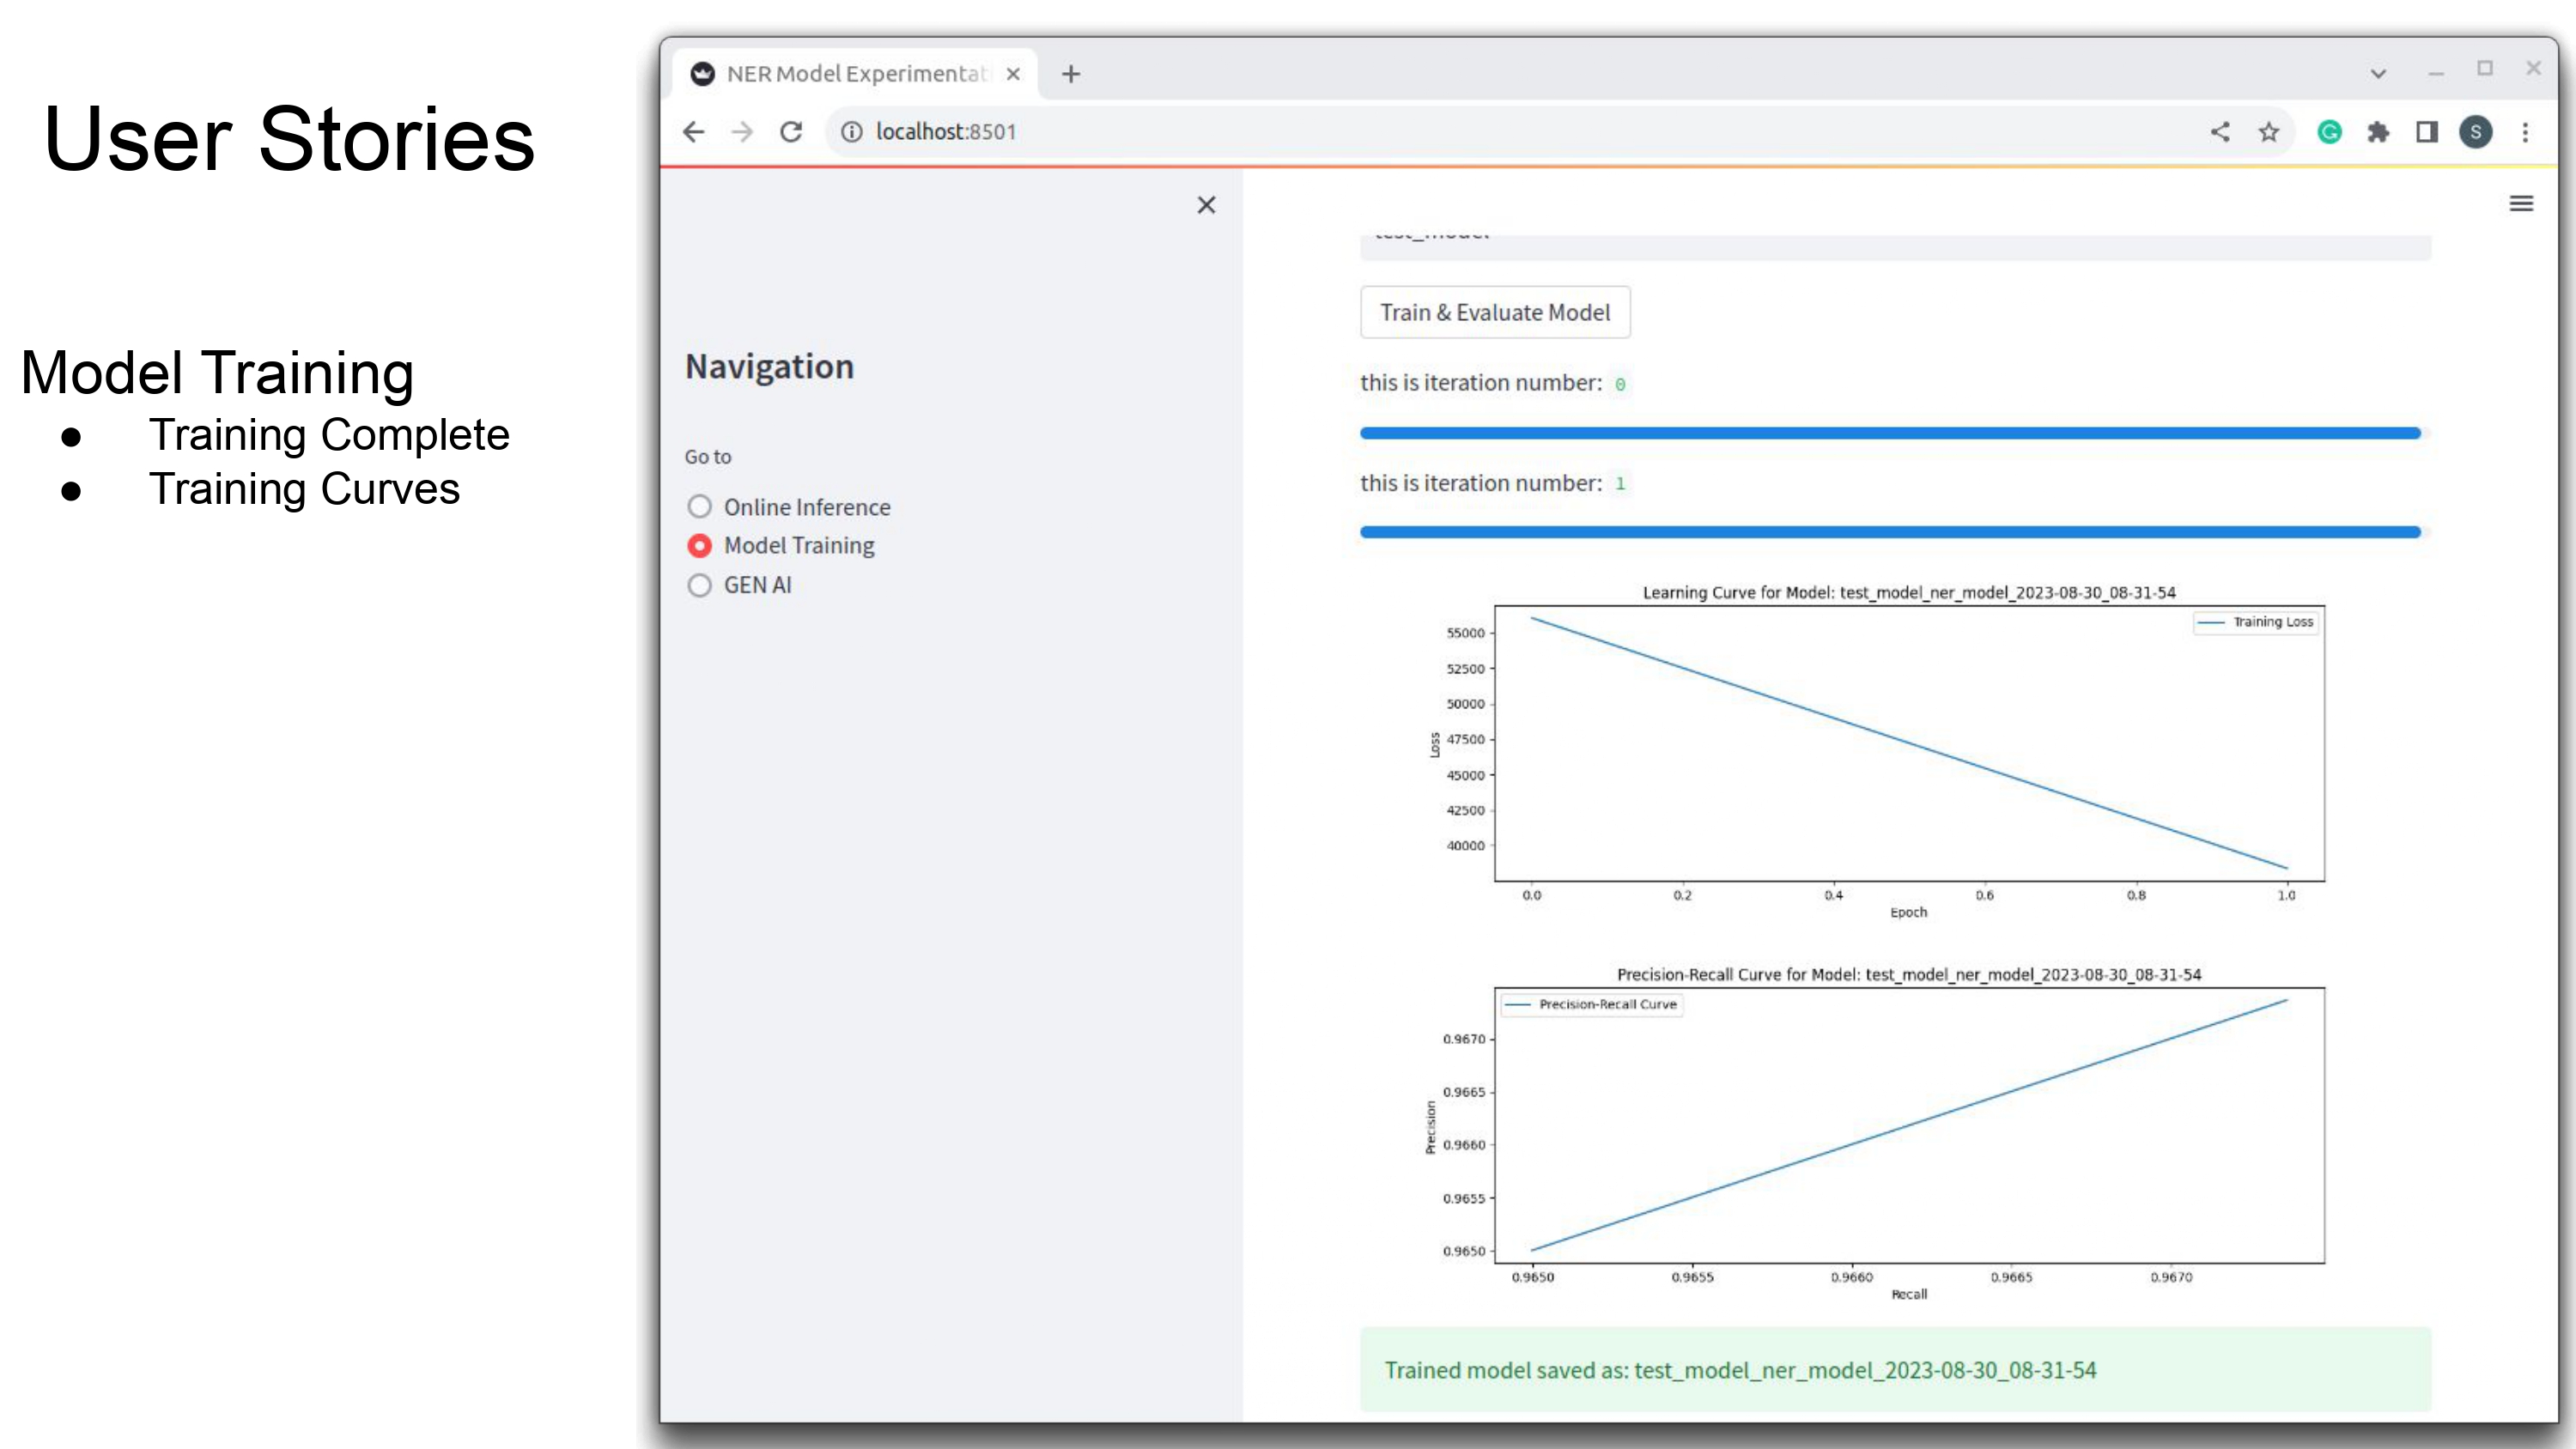 User Stories
Model Training
● Training Complete
● Training Curves
NER Model Experimentat
localhost:8501
S
Navigation
Go to
Online Inference
Model Training
GEN AI
test_model
Train & Evaluate Model
this is iteration number: 0
this is iteration number: 1
Learning Curve for Model: test_model_ner_model_2023-08-30_08-31-54
Training Loss
55000
52500
50000
47500
45000
42500
40000
Loss
0.0 0.2 0.4 0.6 0.8 1.0
Epoch
Precision-Recall Curve for Model: test_model_ner_model_2023-08-30_08-31-54
Precision-Recall Curve
0.9670
0.9665
0.9660
0.9655
0.9650
Precision
0.9650 0.9655 0.9660 0.9665 0.9670
Recall
Trained model saved as: test_model_ner_model_2023-08-30_08-31-54